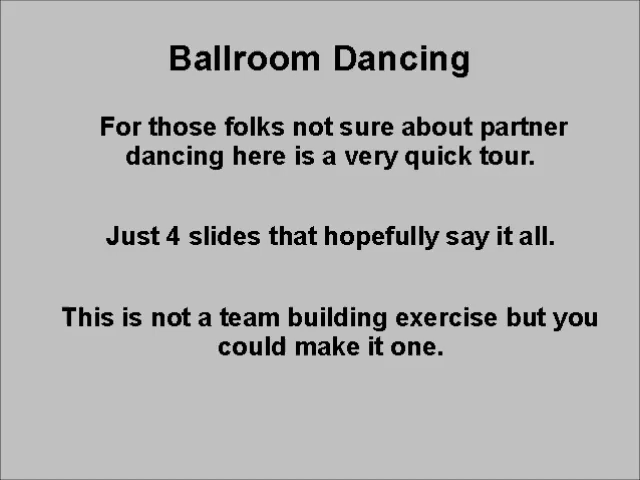 Ballroom Dancing
For those folks not sure about partner
dancing here is a very quick tour.
Just 4 slides that hopefully say it all.
This is not a team building exercise but you
could make it one.